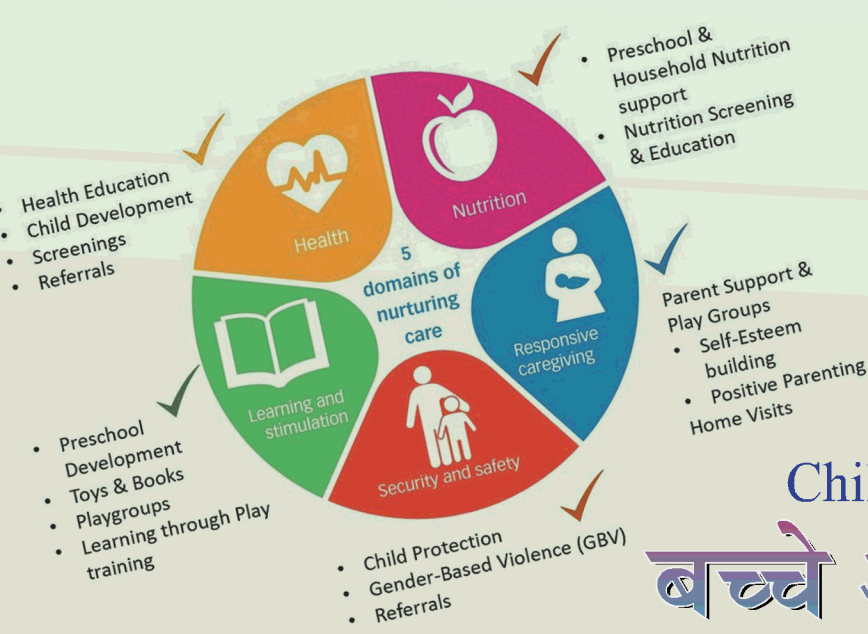 5
domains of
nurturing
care
Health
• Health Education
• Child Development
• Screenings
• Referrals
Nutrition
• Preschool &
Household Nutrition
support
• Nutrition Screening
& Education
Responsive
caregiving
Parent Support &
Play Groups
• Self-Esteem
building
• Positive Parenting
Home Visits
Security and safety
• Child Protection
• Gender-Based Violence (GBV)
• Referrals
Learning and
stimulation
• Preschool
Development
• Toys & Books
• Playgroups
• Learning through Play
training
Chi
बच्चे